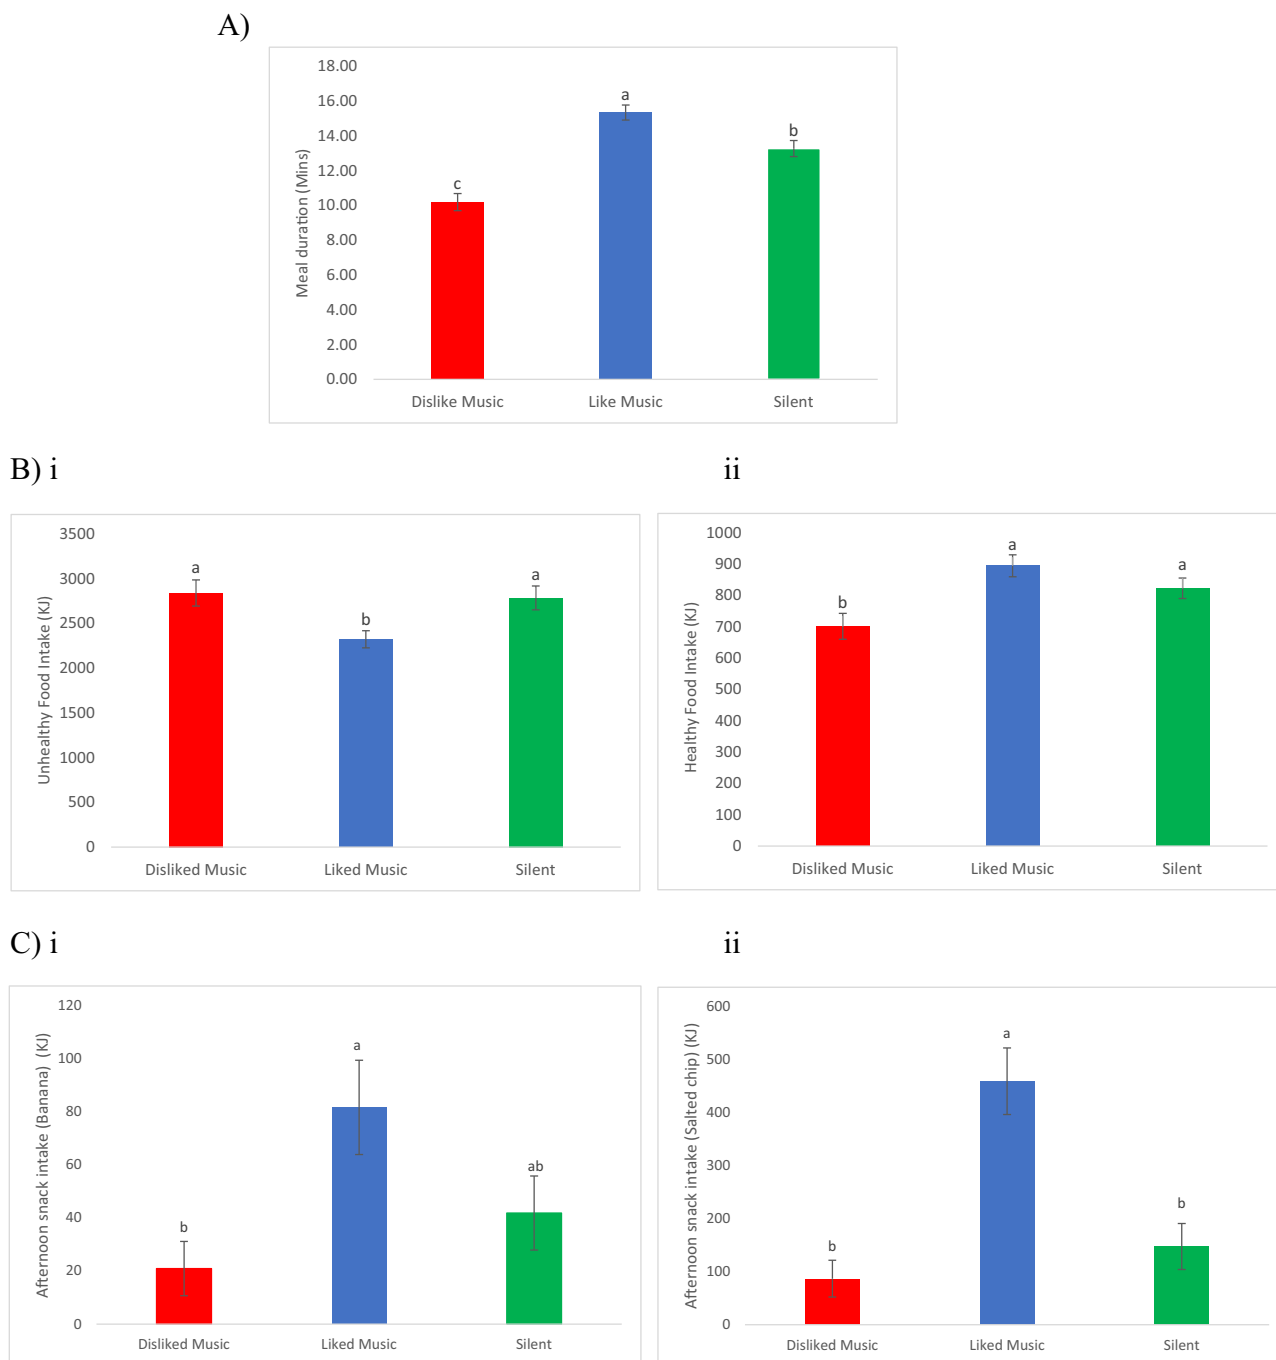 A)
18.00
16.00
14.00
12.00
10.00
8.00
6.00
4.00
2.00
0.00
Meal duration (Mins)
c
a
b
Dislike Music
Like Music
Silent
B) i
3500
3000
2500
2000
1500
1000
500
0
Unhealthy Food Intake (KJ)
a
b
a
Disliked Music
Liked Music
Silent
ii
1000
900
800
700
600
500
400
300
200
100
0
Healthy Food Intake (KJ)
b
a
a
Disliked Music
Liked Music
Silent
C) i
120
100
80
60
40
20
0
Afternoon snack intake (Banana) (KJ)
b
a
ab
Disliked Music
Liked Music
Silent
ii
600
500
400
300
200
100
0
Afternoon snack intake (Salted chip) (KJ)
b
a
b
Disliked Music
Liked Music
Silent